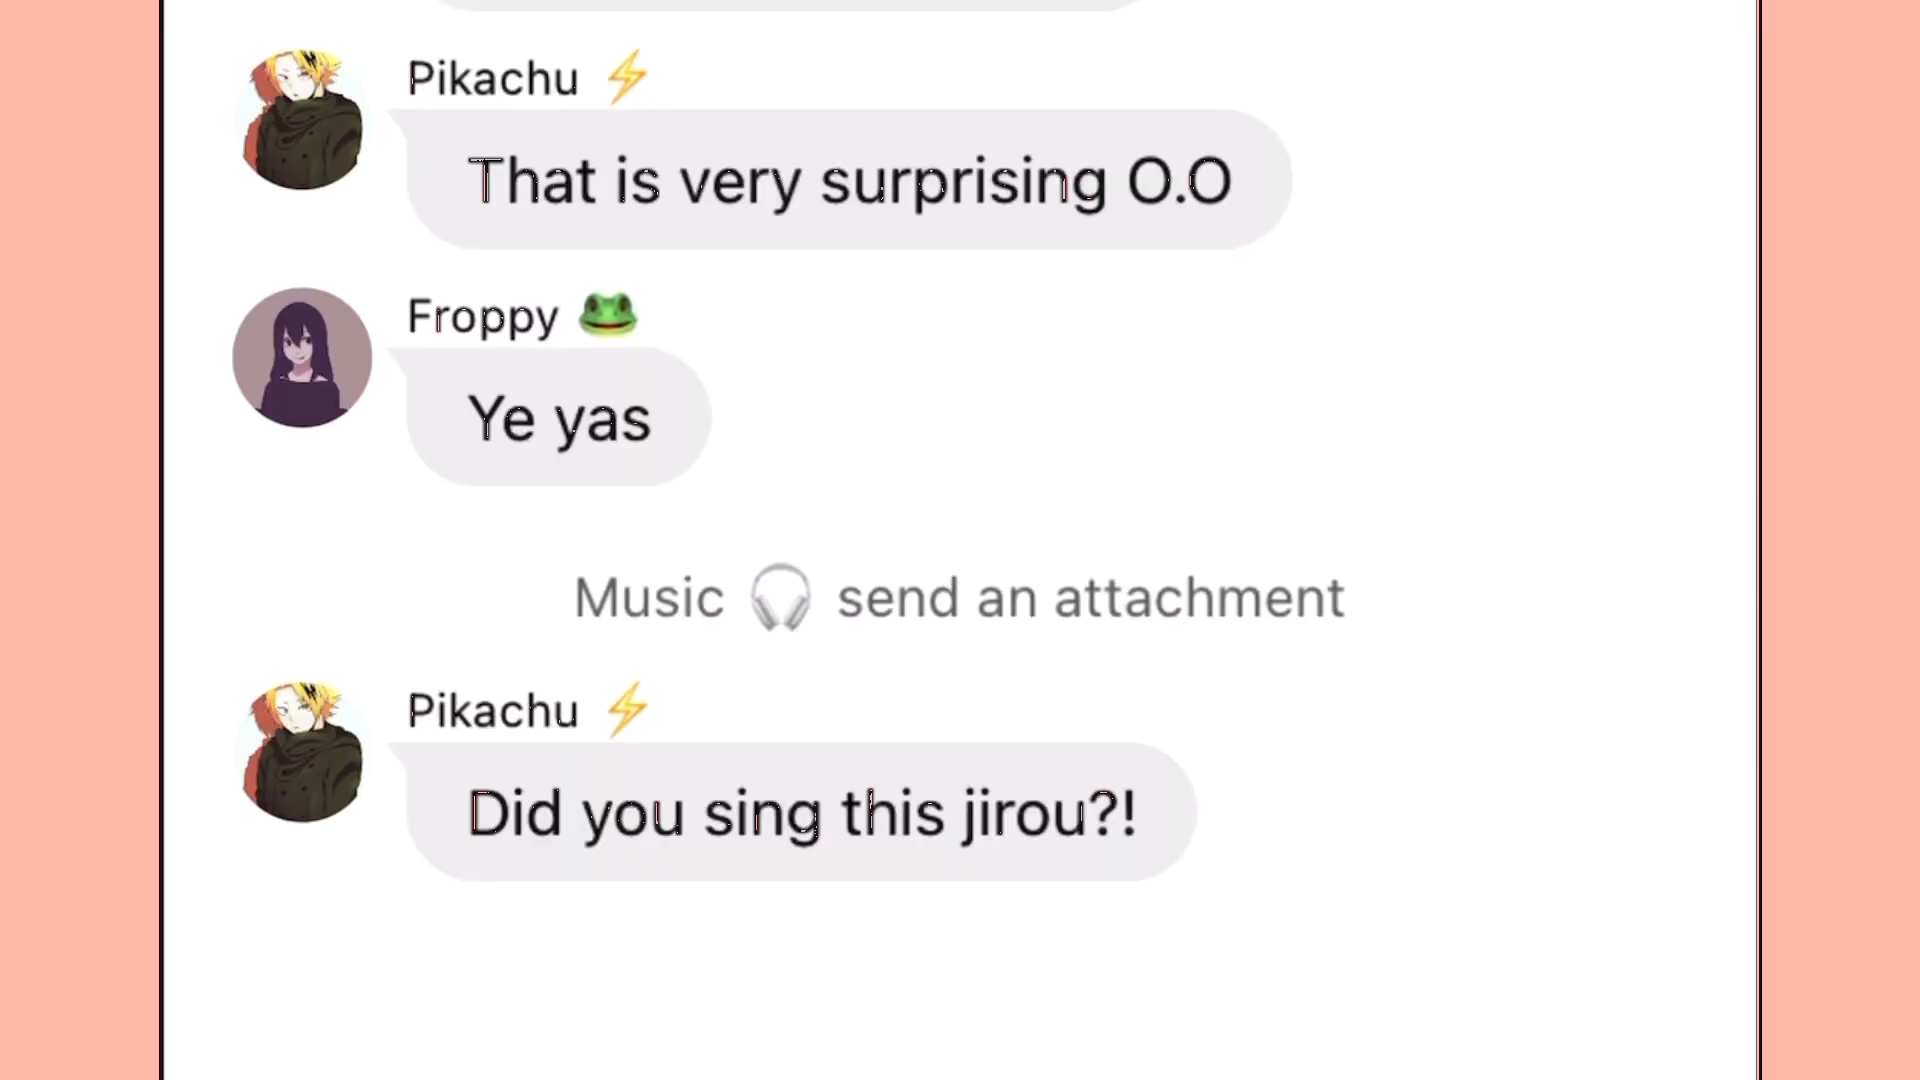 Pikachu ⚡
That is very surprising O.O
Froppy 🐸
Ye yas
Music 🎧 send an attachment
Pikachu ⚡
Did you sing this jirou?!